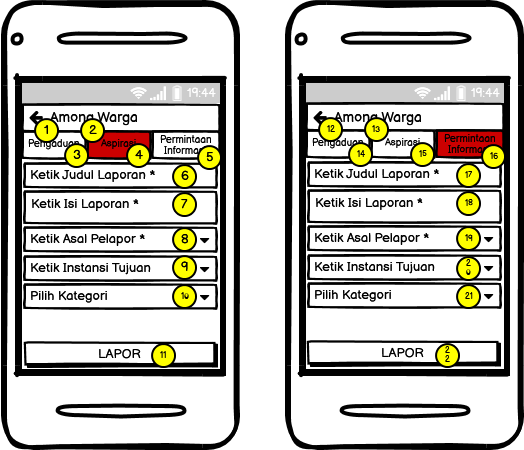 19:44
Among Warga
1
2
Pengaduan
Aspirasi
Permintaan
Informasi
3
4
5
Ketik Judul Laporan *
6
Ketik Isi Laporan *
7
Ketik Asal Pelapor *
8
Ketik Instansi Tujuan
9
Pilih Kategori
10
LAPOR
11
19:44
Among Warga
12
13
Pengaduan
Aspirasi
Permintaan
Informasi
14
15
16
Ketik Judul Laporan *
17
Ketik Isi Laporan *
18
Ketik Asal Pelapor *
19
Ketik Instansi Tujuan
20
Pilih Kategori
21
LAPOR
22